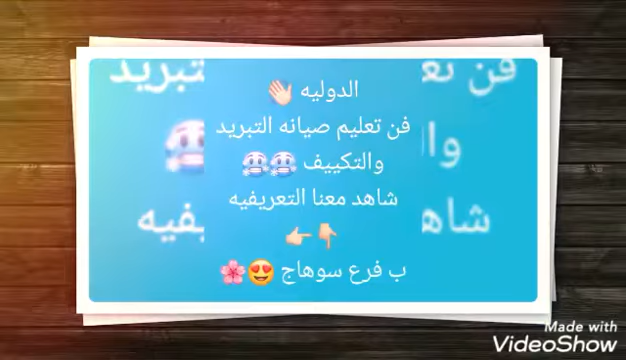 الدوليه 👋🏻
فن تعليم صيانه التبريد
والتكييف 🥶🥶
شاهد معنا التعريفيه
👇🏻👉🏻
ب فرع سوهاج 😍🌸
Made with
VideoShow